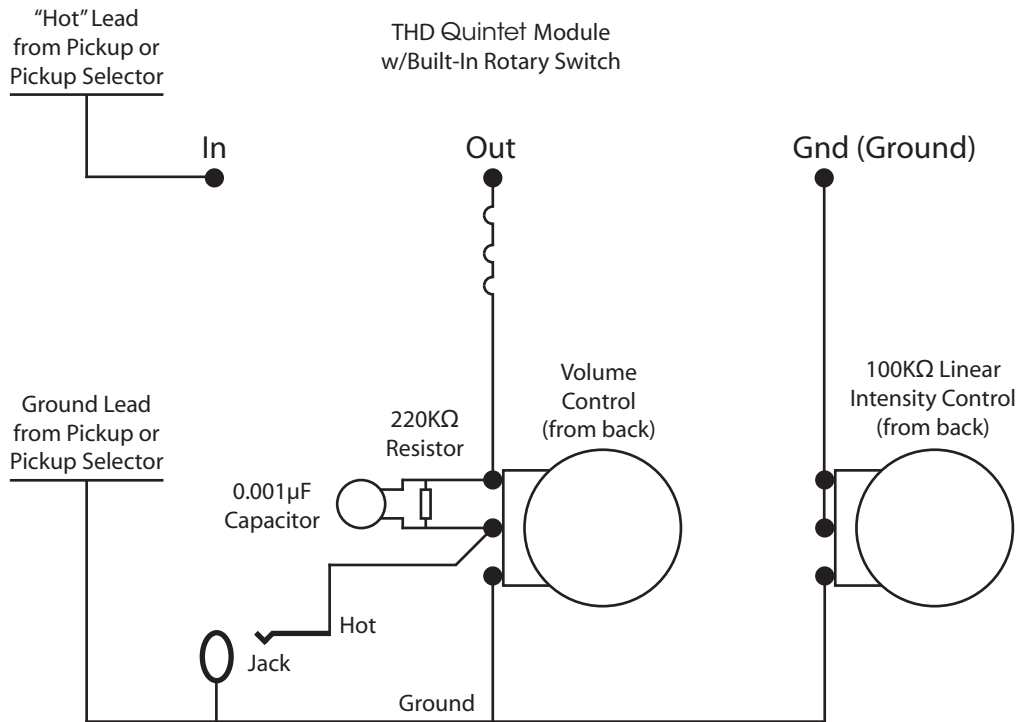 “Hot” Lead
from Pickup or
Pickup Selector
THD Quintet Module
w/Built-In Rotary Switch
In
Out
Gnd (Ground)
Ground Lead
from Pickup or
Pickup Selector
220KΩ
Resistor
0.001µF
Capacitor
Volume
Control
(from back)
100KΩ Linear
Intensity Control
(from back)
Hot
Jack
Ground